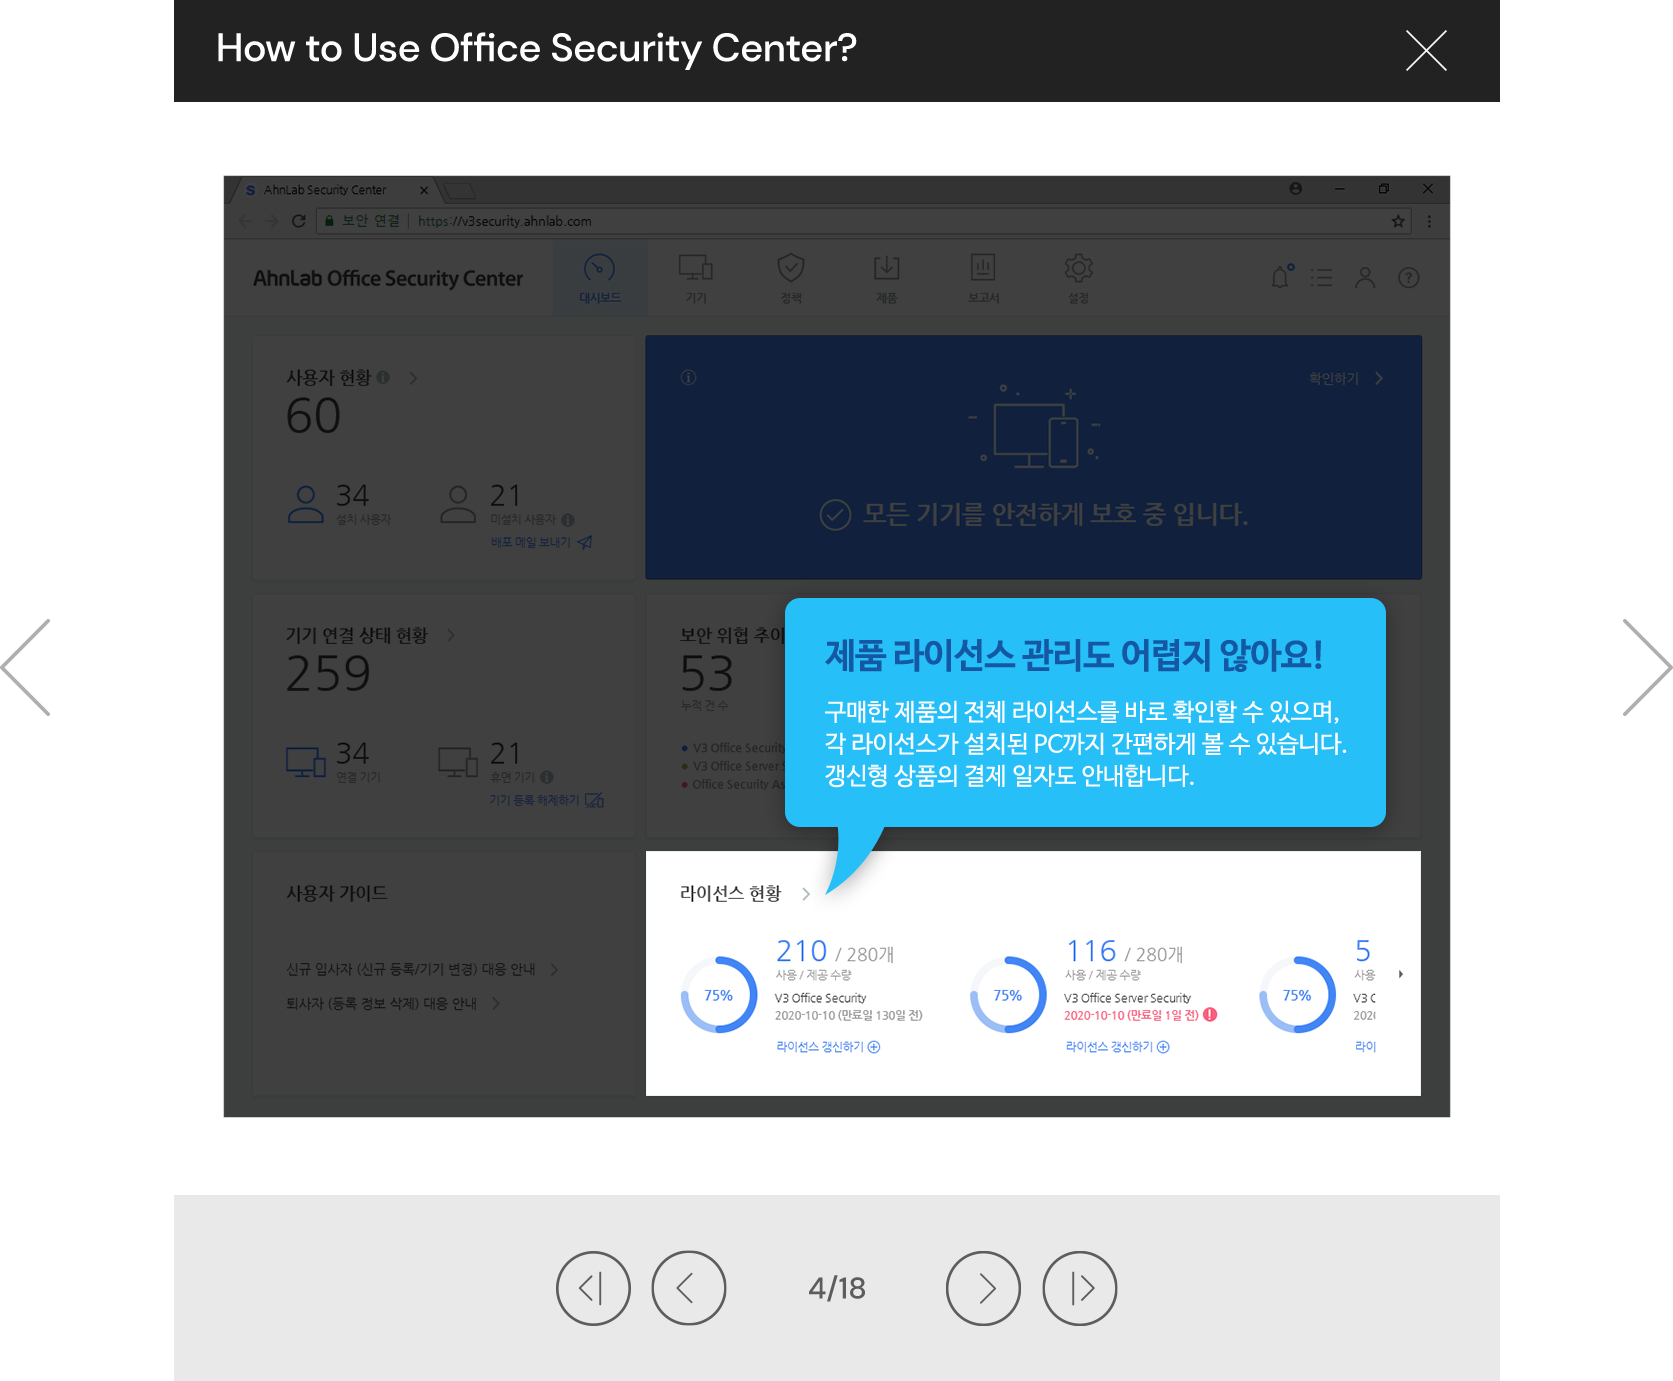 How to Use Office Security Center?
AhnLab Security Center
보안 연결 | https://v3security.ahnlab.com
AhnLab Office Security Center
대시보드
기기
정책
제품
보고서
설정
사용자 현황
60
34
설치 사용자
21
미설치 사용자
배포 메일 보내기
확인하기
모든 기기를 안전하게 보호 중 입니다.
기기 연결 상태 현황
259
34
연결 기기
21
휴면 기기
기기 등록 해제하기
보안 위협 추이
53
누적 건 수
V3 Office Security
V3 Office Server
Office Security As
제품 라이선스 관리도 어렵지 않아요!
구매한 제품의 전체 라이선스를 바로 확인할 수 있으며,
각 라이선스가 설치된 PC까지 간편하게 볼 수 있습니다.
갱신형 상품의 결제 일자도 안내합니다.
사용자 가이드
신규 입사자 (신규 등록/기기 변경) 대응 안내
퇴사자 (등록 정보 삭제) 대응 안내
라이선스 현황
75%
210 / 280개
사용 / 제공 수량
V3 Office Security
2020-10-10 (만료일 130일 전)
라이선스 갱신하기
75%
116 / 280개
사용 / 제공 수량
V3 Office Server Security
2020-10-10 (만료일 1일 전)
라이선스 갱신하기
75%
5
사용
V3
202
라이
4/18